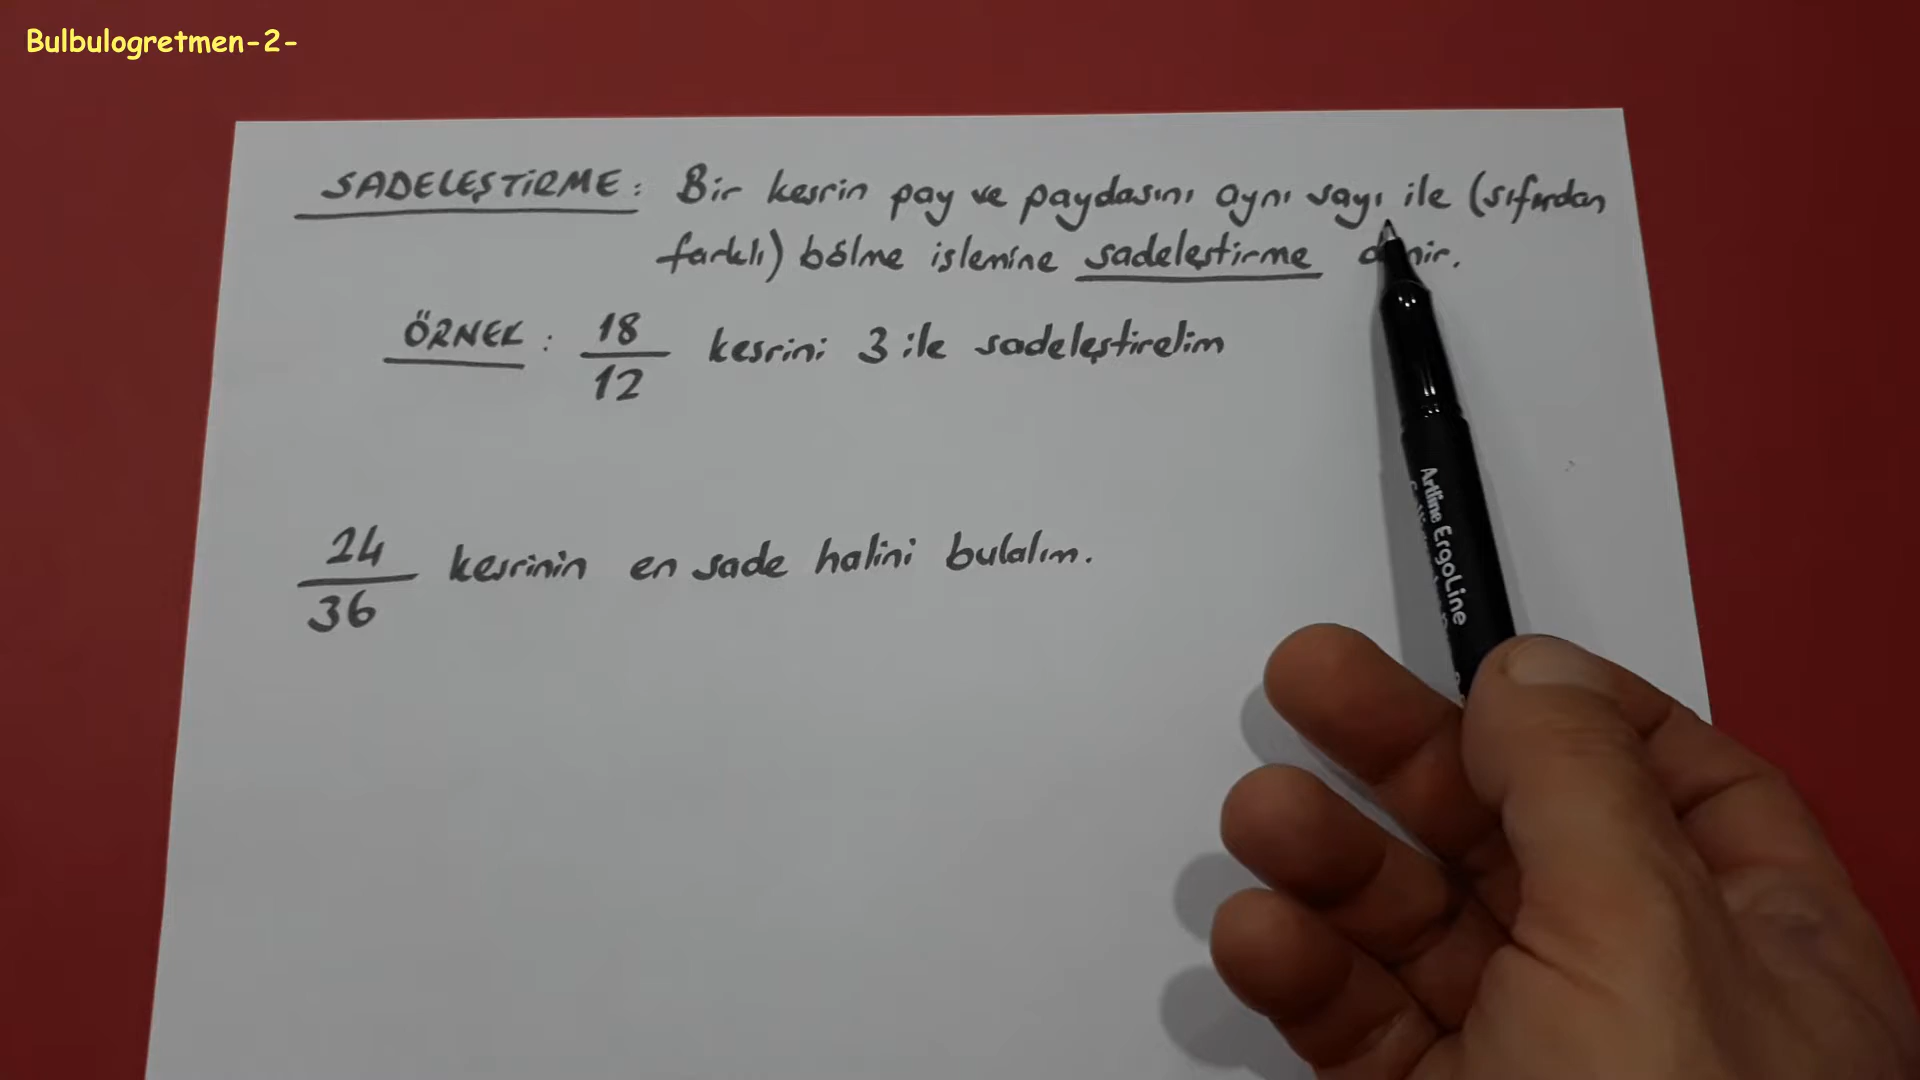 Bulbulogretmen-2-
SADELEŞTİRME: Bir kesrin pay ve paydasını aynı sayı ile (sıfırdan
farklı) bölme işlemine sadeleştirme denir.
ÖRNEK: 18/12 kesrini 3 ile sadeleştirelim
24/36 kesrinin en sade halini bulalım.
Artline ErgoLine